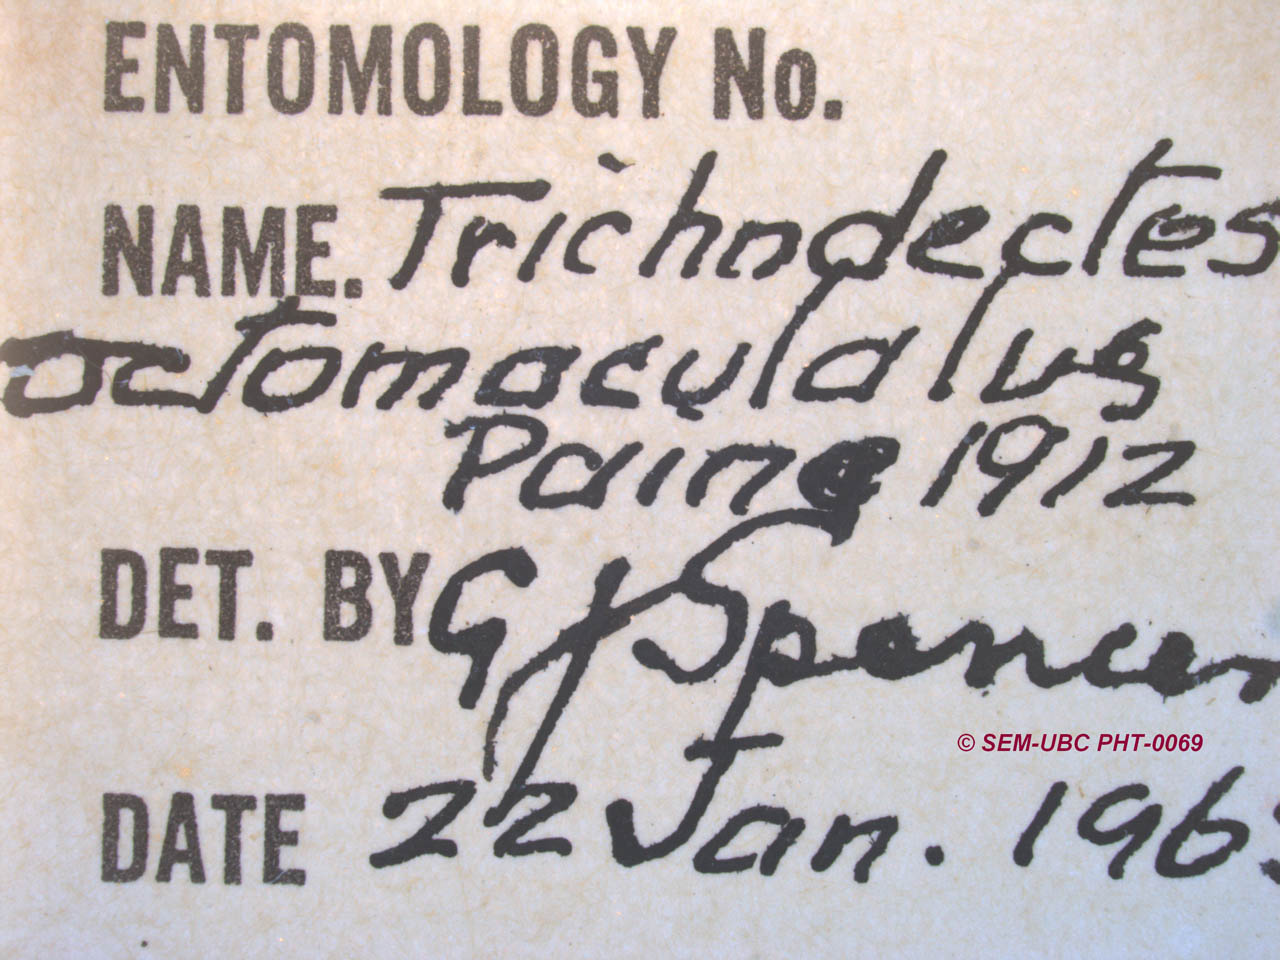 ENTOMOLOGY No.
NAME. Trichodectes
octomaculatus
Paine 1912
DET. BY G J Spencer
© SEM-UBC PHT-0069
DATE 22 Jan. 196